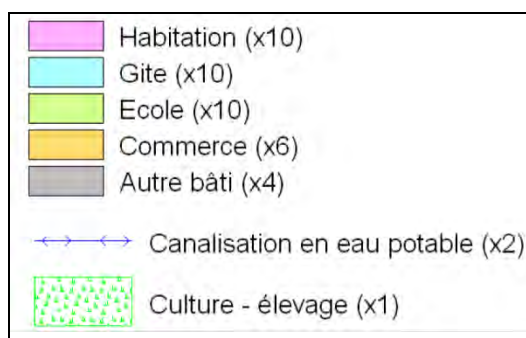 Habitation (x10)
Gite (x10)
Ecole (x10)
Commerce (x6)
Autre bâti (x4)
Canalisation en eau potable (x2)
Culture - élevage (x1)